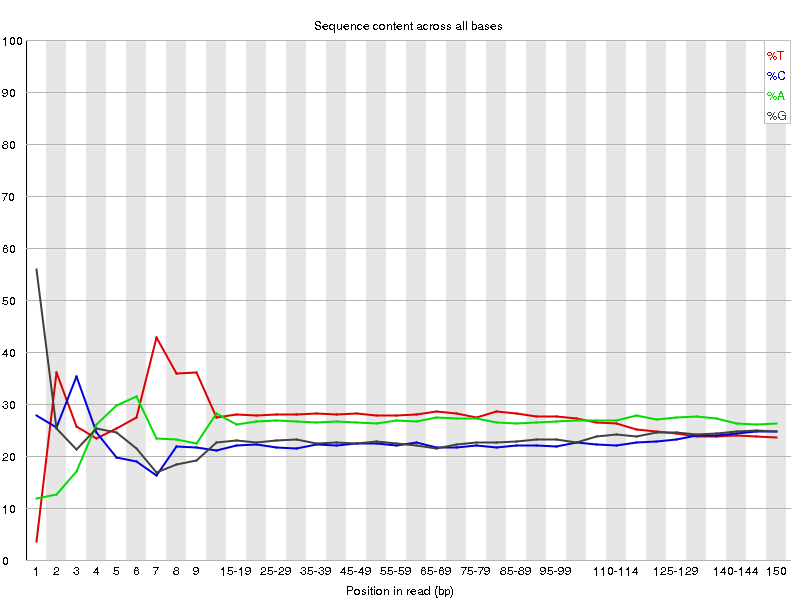 Sequence content across all bases
100
90
80
70
60
50
40
30
20
10
0
%T
%C
%A
%G
1 2 3 4 5 6 7 8 9 15-19 25-29 35-39 45-49 55-59 65-69 75-79 85-89 95-99 110-114 125-129 140-144 150
Position in read (bp)